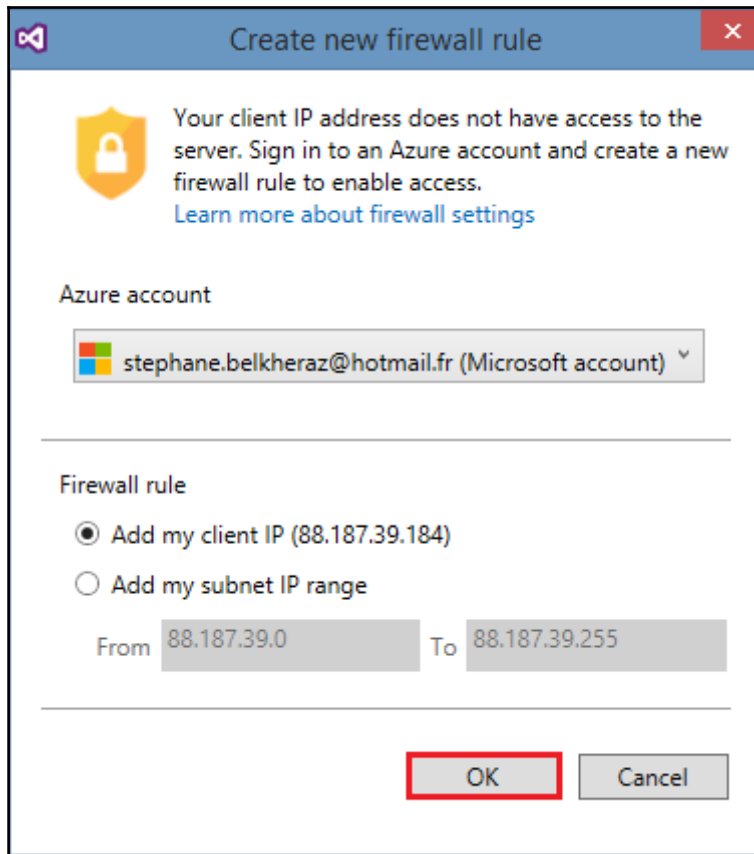 Create new firewall rule
Your client IP address does not have access to the
server. Sign in to an Azure account and create a new
firewall rule to enable access.
Learn more about firewall settings
Azure account
stephane.belkheraz@hotmail.fr (Microsoft account)
Firewall rule
Add my client IP (88.187.39.184)
Add my subnet IP range
From 88.187.39.0 To 88.187.39.255
OK Cancel